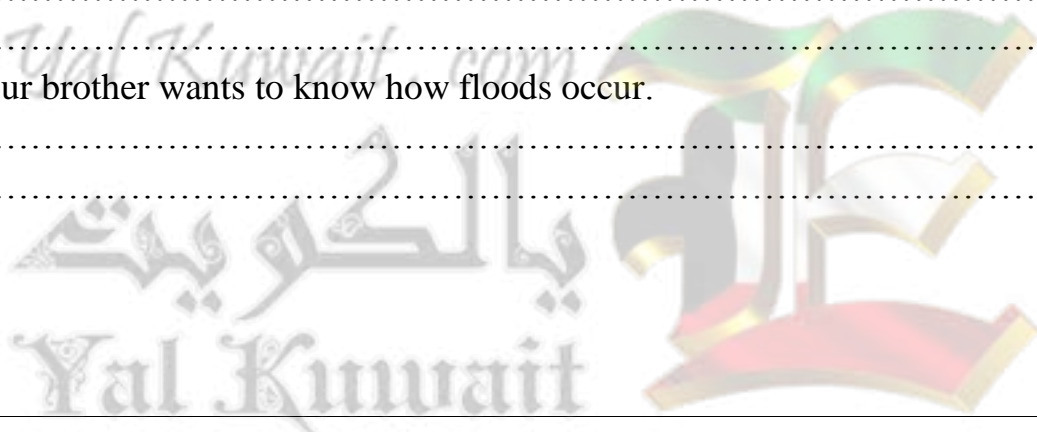 Yal Kuwait . com
ur brother wants to know how floods occur.
يالكويت
Yal Kuwait